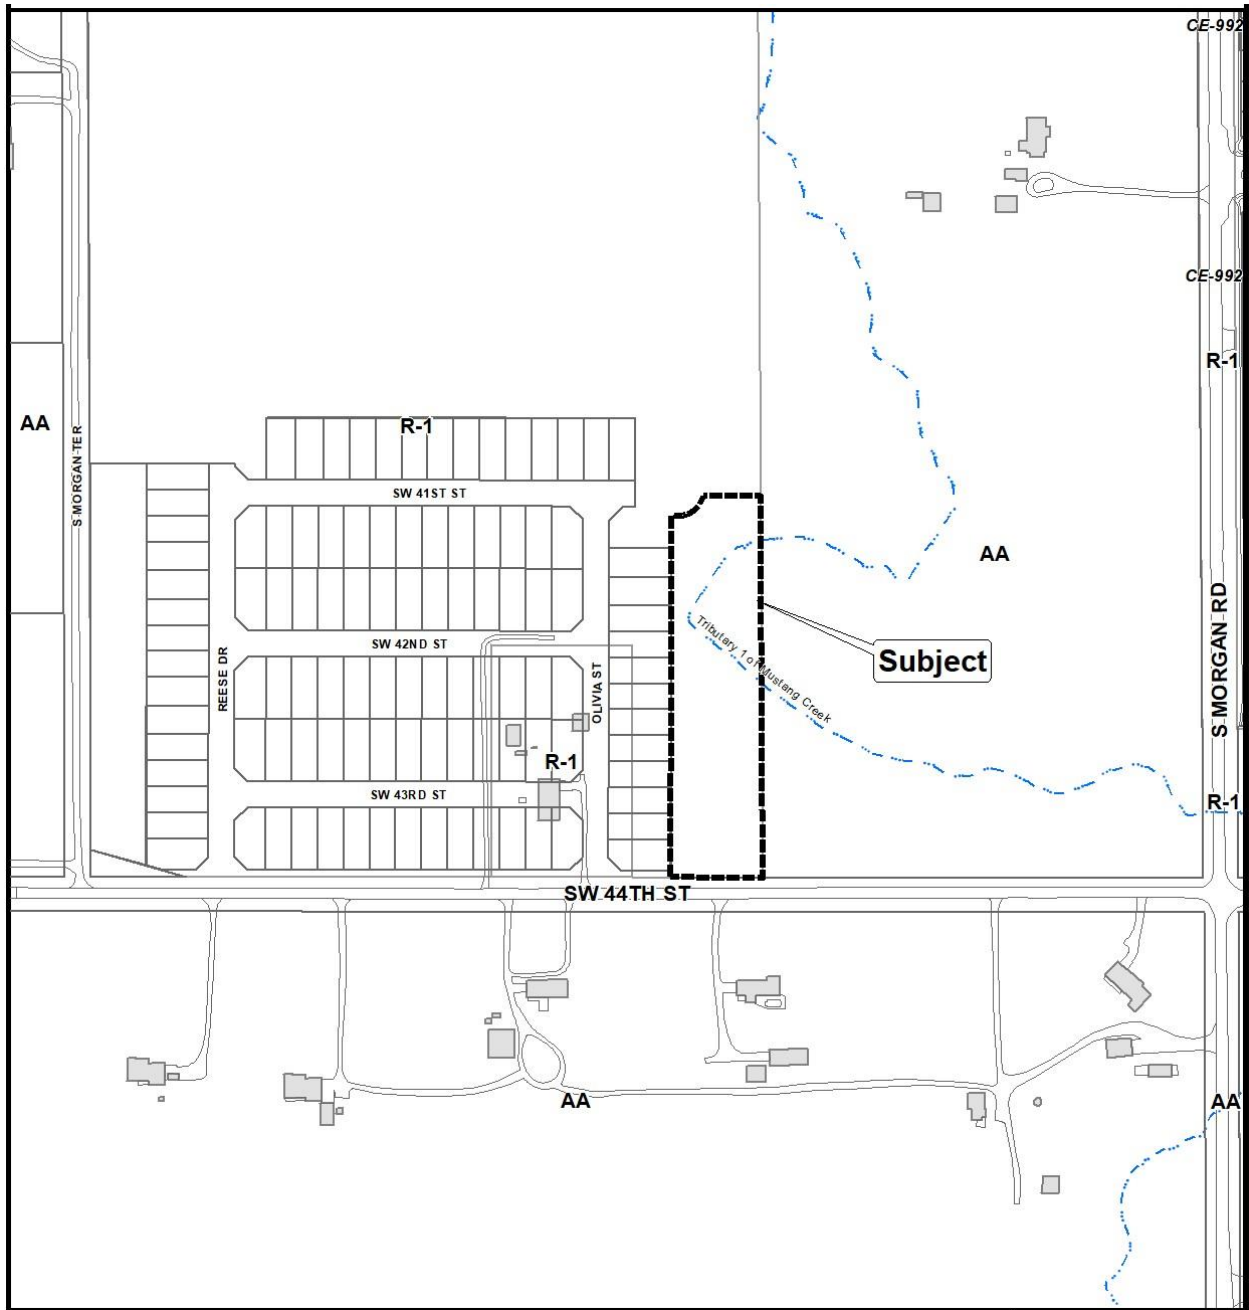 CE-992
CE-992
R-1
AA
R-1
S MORGAN TER
SW 41ST ST
AA
S MORGAN RD
Tributary 1 of Mustang Creek
SW 42ND ST
REESE DR
OLIVIA ST
Subject
R-1
SW 43RD ST
R-1
SW 44TH ST
AA
AA